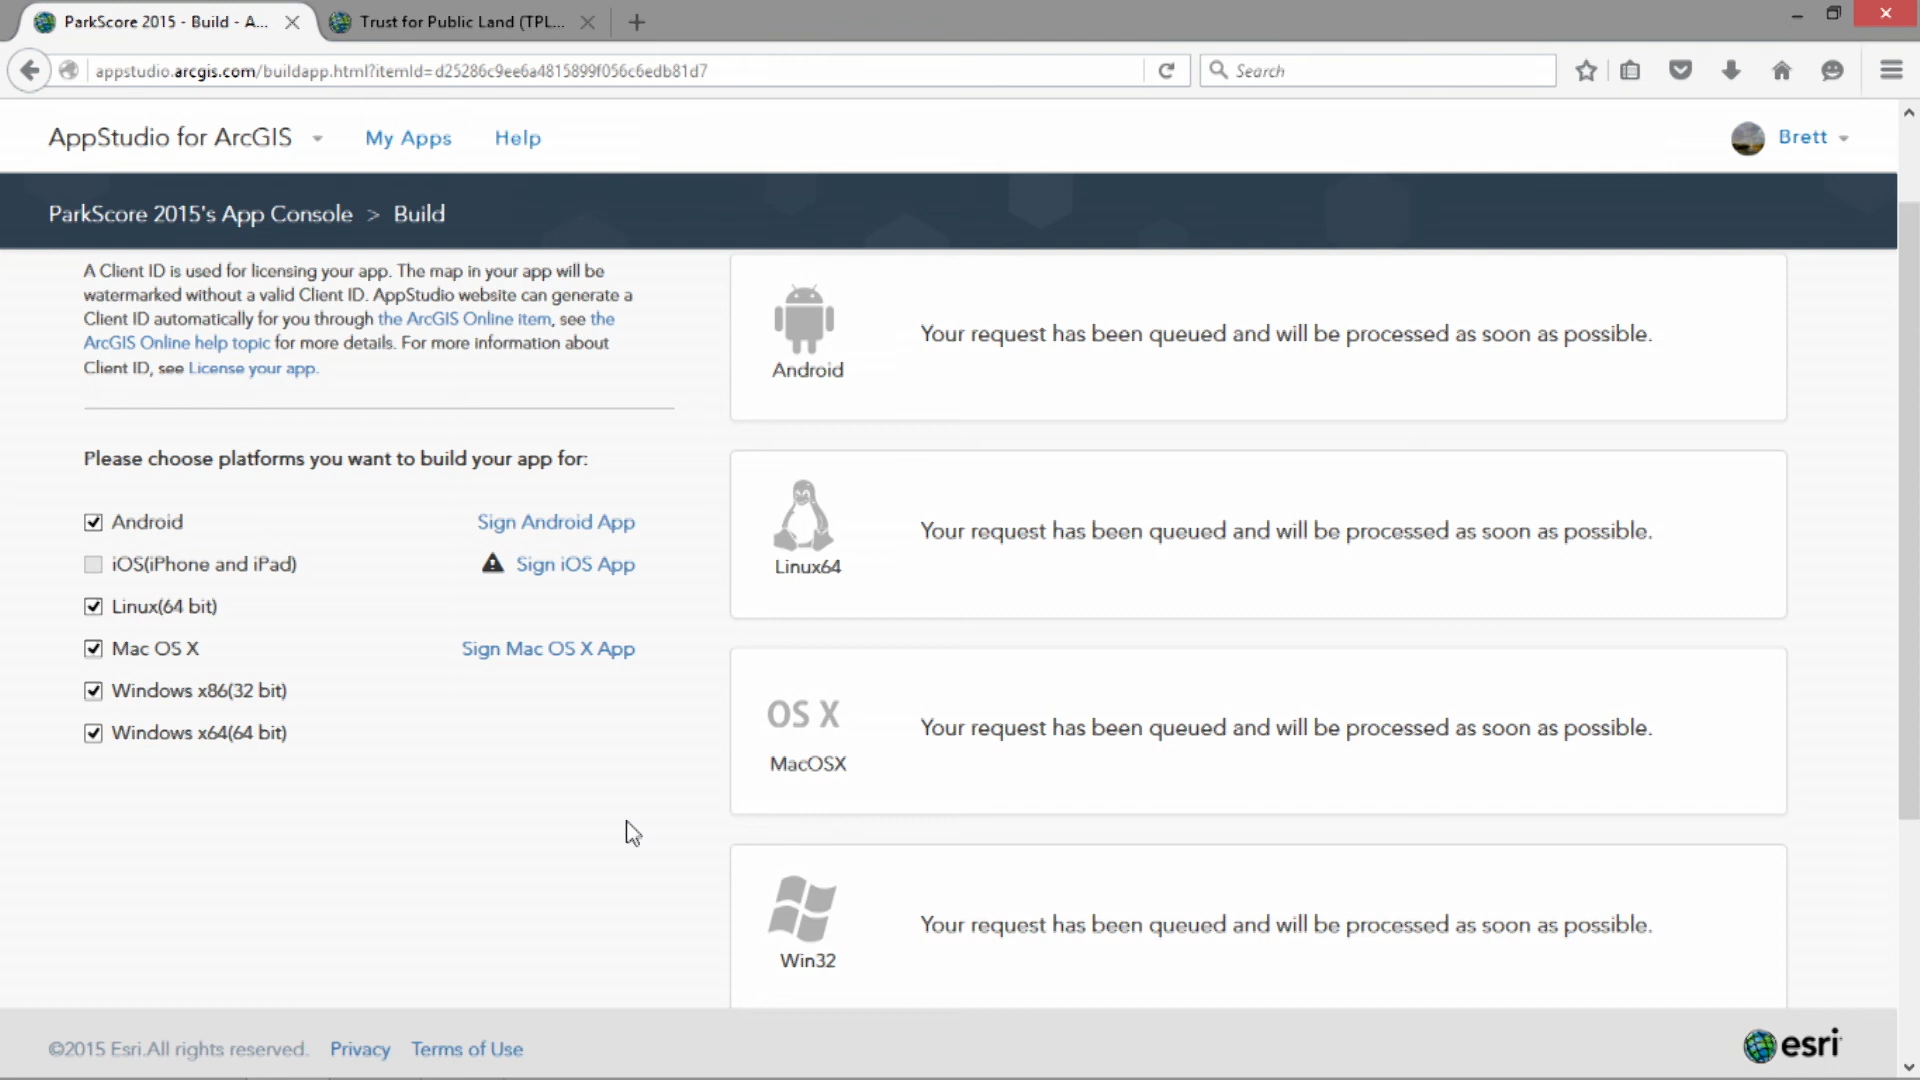 ParkScore 2015 - Build - A...
Trust for Public Land (TPL...
appstudio.arcgis.com/buildapp.html?itemId=d25286c9ee6a4815899f056c6edb81d7
Search
AppStudio for ArcGIS
My Apps
Help
Brett
ParkScore 2015's App Console > Build
A Client ID is used for licensing your app. The map in your app will be
watermarked without a valid Client ID. AppStudio website can generate a
Client ID automatically for you through the ArcGIS Online item, see the
ArcGIS Online help topic for more details. For more information about
Client ID, see License your app.
Please choose platforms you want to build your app for:
Android
Sign Android App
iOS(iPhone and iPad)
Sign iOS App
Linux(64 bit)
Mac OS X
Sign Mac OS X App
Windows x86(32 bit)
Windows x64(64 bit)
Your request has been queued and will be processed as soon as possible.
Android
Your request has been queued and will be processed as soon as possible.
Linux64
OS X
Your request has been queued and will be processed as soon as possible.
MacOSX
Your request has been queued and will be processed as soon as possible.
Win32
©2015 Esri.All rights reserved.
Privacy
Terms of Use
esri